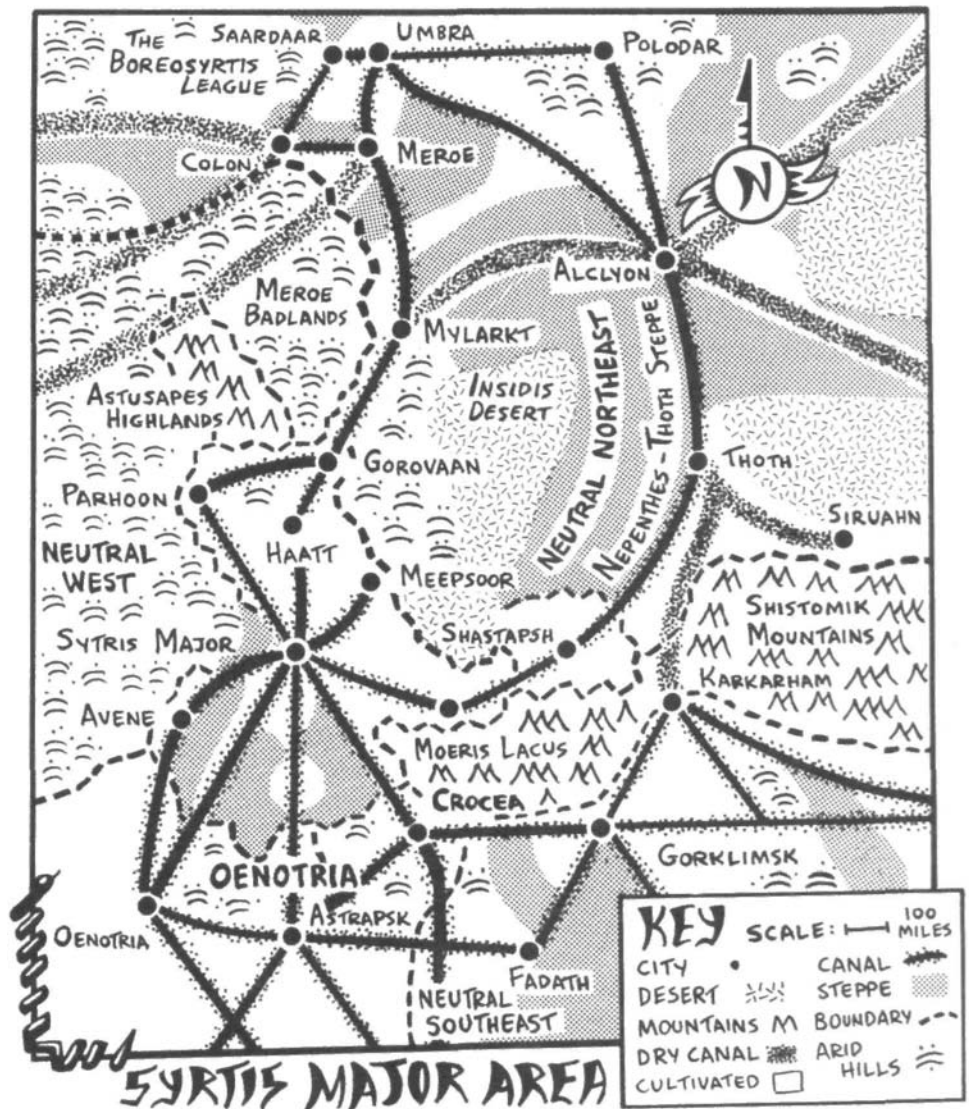 SAARDAAR
UMBRA
POLODAR
THE
BOREOSYRTIS
LEAGUE
COLON
MEROE
N
ALCLYON
MEROE
BADLANDS
MYLARKT
INSIDIS
DESERT
NEUTRAL NORTHEAST
NEPENTHES-THOTH STEPPE
ASTUSAPES
HIGHLANDS
GOROVAAN
THOTH
PARHOON
SIRUAHN
NEUTRAL
WEST
HAATT
MEEPSOOR
SHISTOMIK
MOUNTAINS
SYTRIS MAJOR
SHASTAPSH
KARKARHAM
AVENE
MOERIS LACUS
CROCEA
OENOTRIA
GORKLIMSK
OENOTRIA
ASTRAPSK
FADATH
NEUTRAL
SOUTHEAST
KEY SCALE: 100 MILES
CITY CANAL
DESERT STEPPE
MOUNTAINS BOUNDARY
DRY CANAL ARID HILLS
CULTIVATED
SYRTIS MAJOR AREA